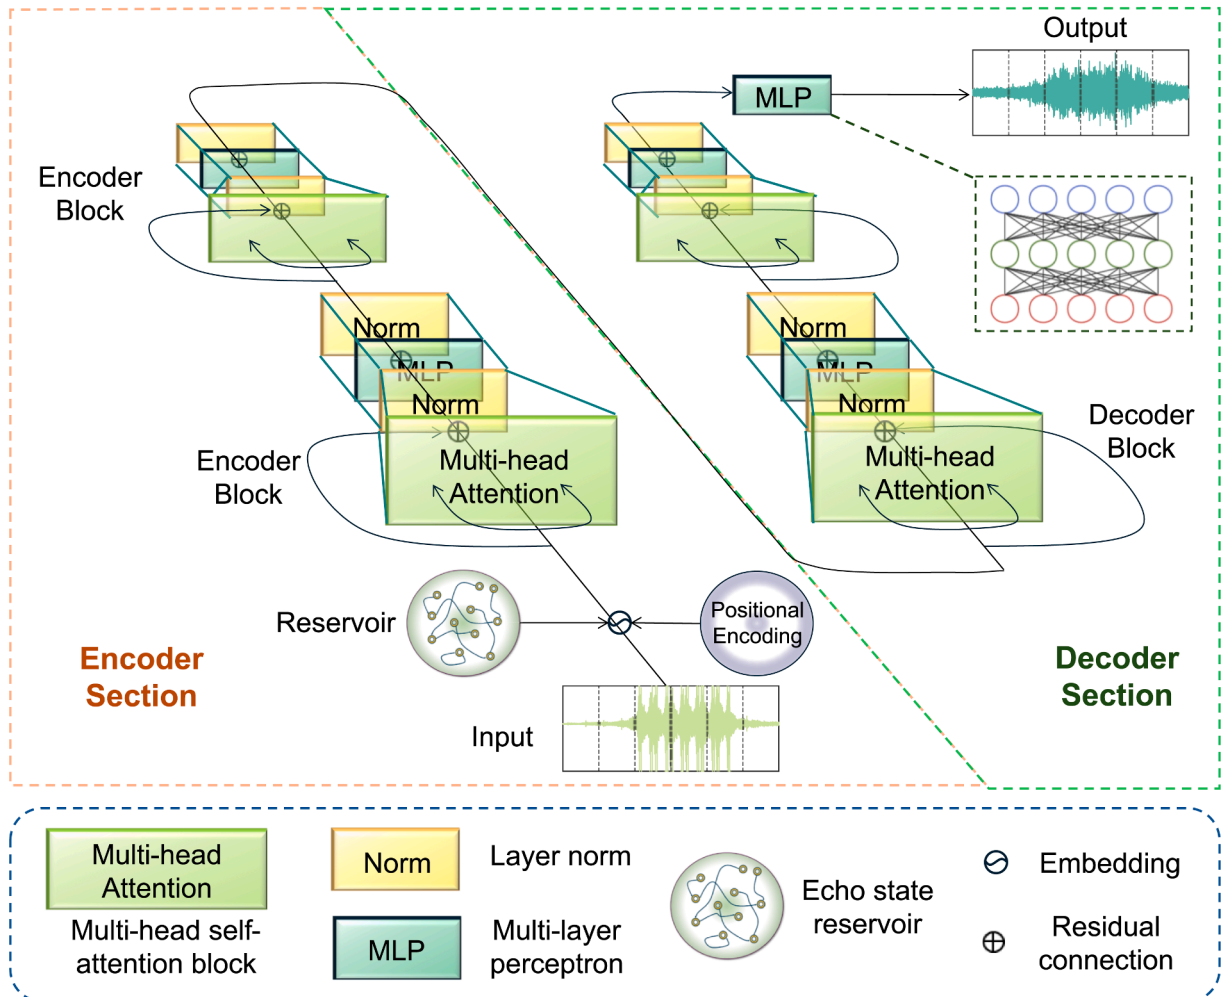 Output
MLP
Encoder
Block
Norm
MLP
Norm
Multi-head
Attention
Encoder
Block
Norm
MLP
Norm
Multi-head
Attention
Decoder
Block
Reservoir
Positional
Encoding
Encoder
Section
Decoder
Section
Input
Multi-head
Attention
Multi-head self-
attention block
Norm
Layer norm
MLP
Multi-layer
perceptron
Echo state
reservoir
Embedding
Residual
connection